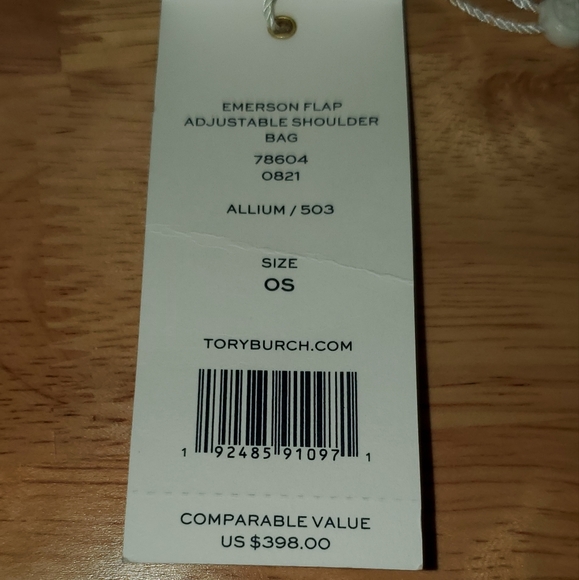 EMERSON FLAP
ADJUSTABLE SHOULDER
BAG
78604
0821
ALLIUM / 503
SIZE
OS
TORYBURCH.COM
1 92485 91097 1
COMPARABLE VALUE
US $398.00